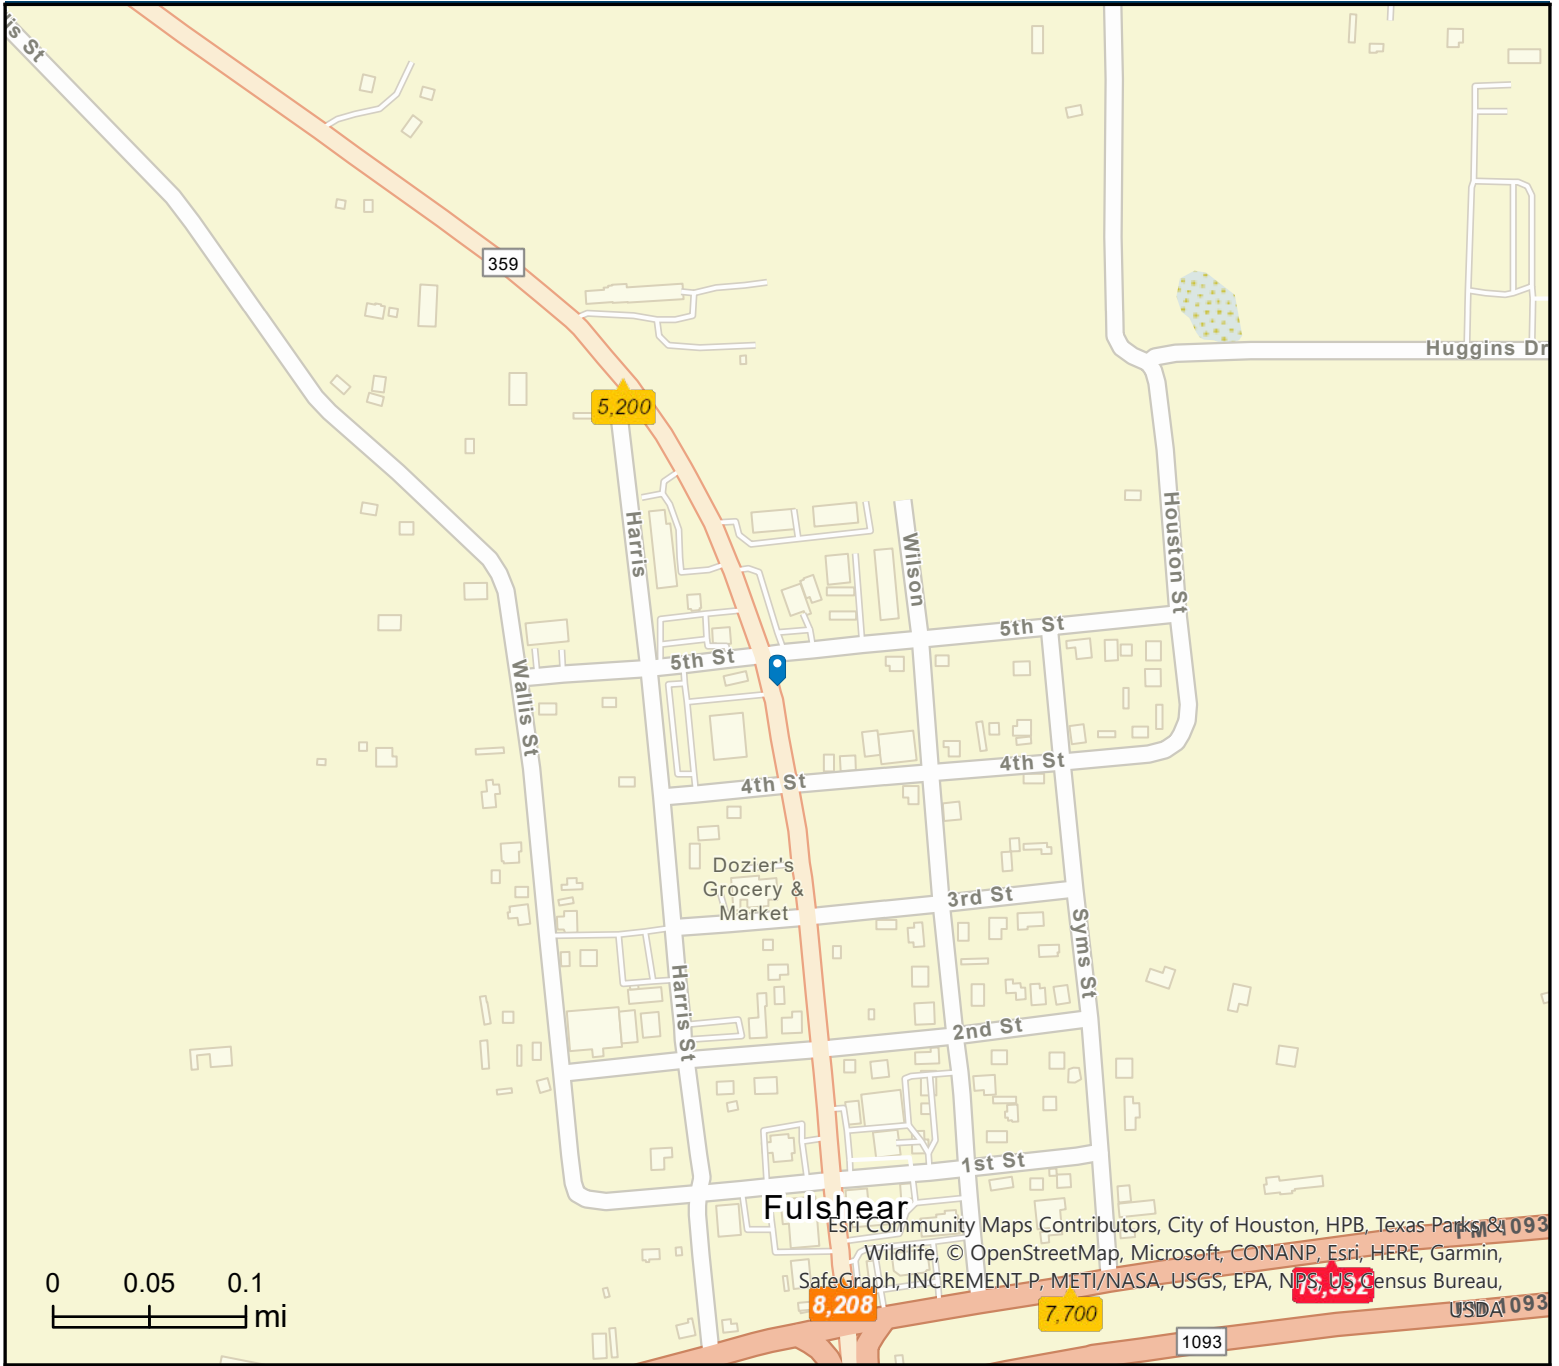 is St
359
Huggins Dr
5,200
Houston St
Harris
Wilson
5th St
5th St
Wallis St
4th St
4th St
Dozier's
Grocery &
Market
3rd St
Syms St
Harris St
2nd St
1st St
Fulshear
Esri Community Maps Contributors, City of Houston, HPB, Texas Parks &
Wildlife, © OpenStreetMap, Microsoft, CONANP, Esri, HERE, Garmin,
SafeGraph, INCREMENT P, METI/NASA, USGS, EPA, NPS, US Census Bureau,
USDA
FM 1093
1093
0 0.05 0.1
mi
8,208
7,700
1093